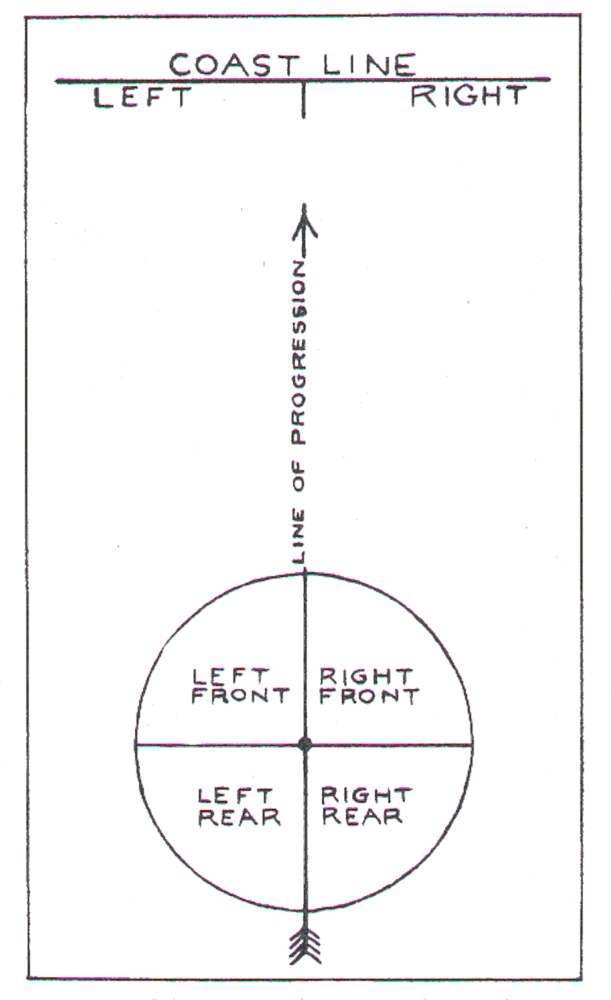 COAST LINE
LEFT
RIGHT
LINE OF PROGRESSION
LEFT
FRONT
RIGHT
FRONT
LEFT
REAR
RIGHT
REAR